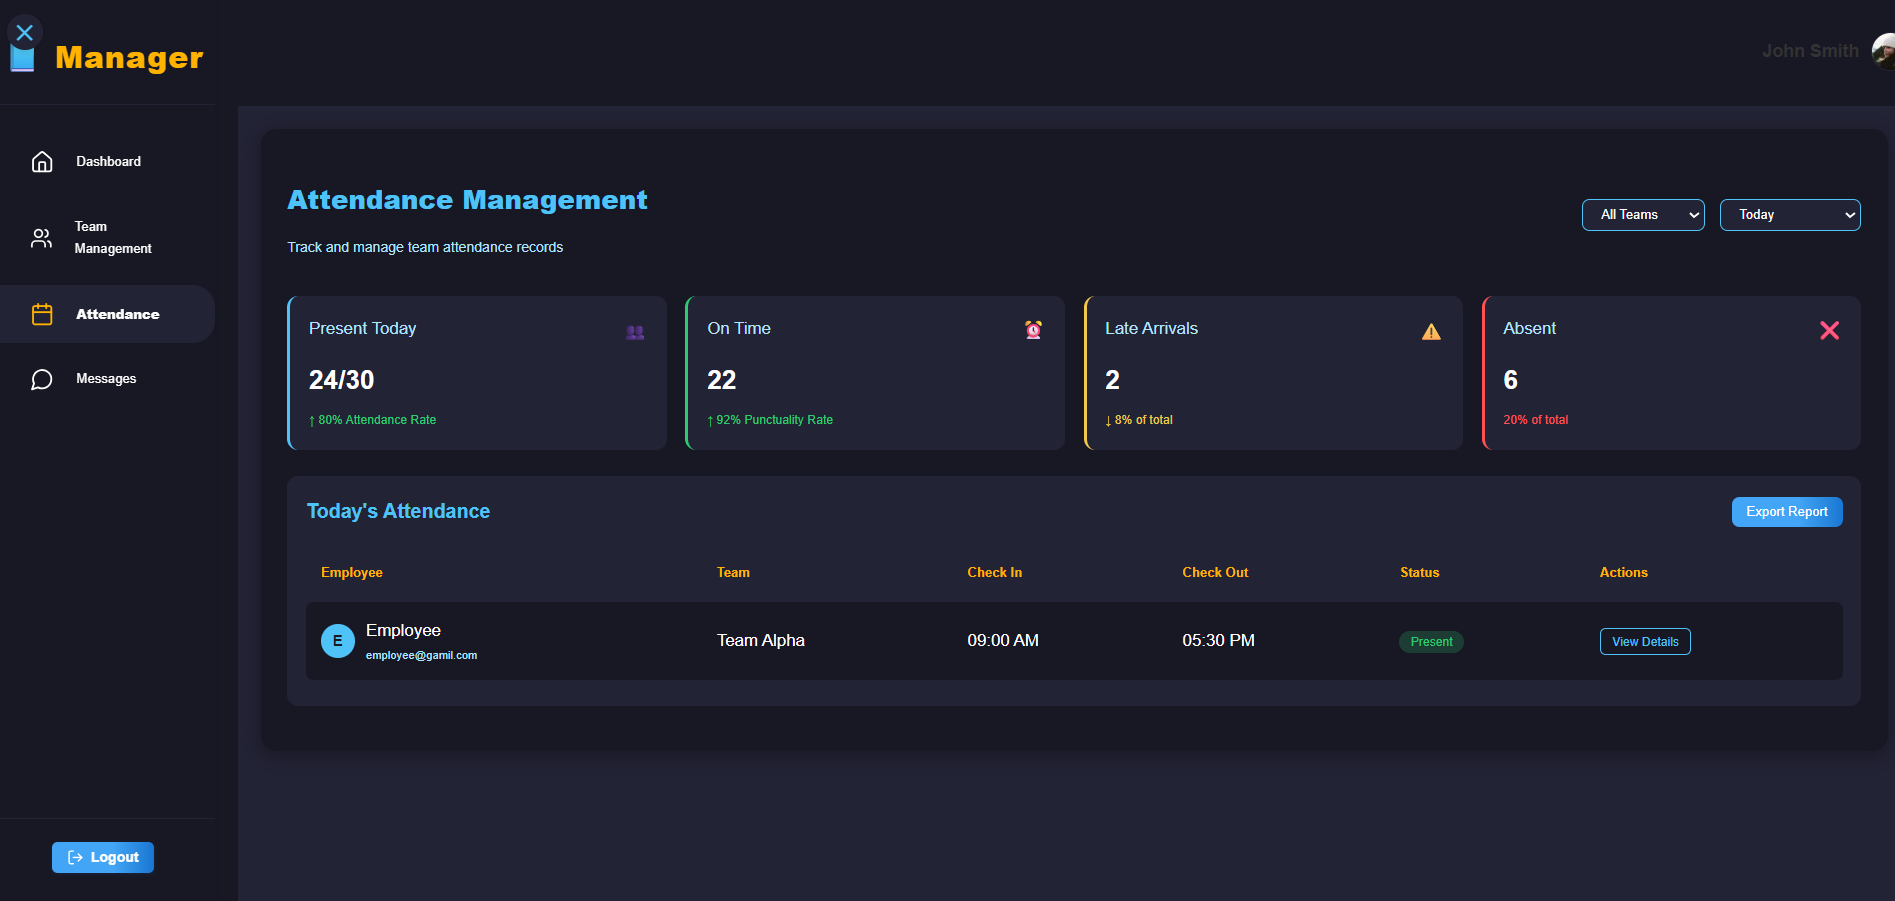 Manager
John Smith
Dashboard
Team
Management
Attendance
Messages
Logout
Attendance Management
Track and manage team attendance records
All Teams
Today
Present Today
24/30
↑ 80% Attendance Rate
On Time
22
↑ 92% Punctuality Rate
Late Arrivals
2
↓ 8% of total
Absent
6
20% of total
Today's Attendance
Export Report
Employee Team Check In Check Out Status Actions
E
Employee
employee@gamil.com
Team Alpha 09:00 AM 05:30 PM Present View Details